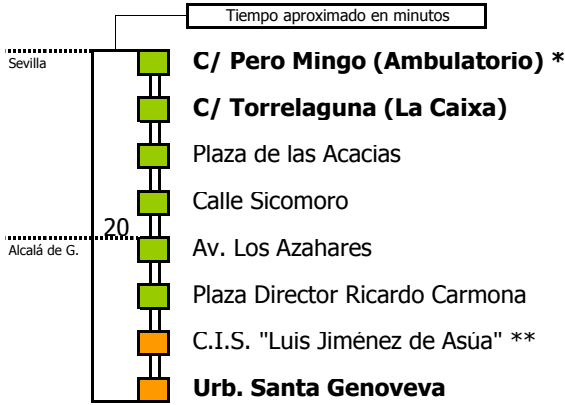 Tiempo aproximado en minutos
Sevilla
C/ Pero Mingo (Ambulatorio) *
C/ Torrelaguna (La Caixa)
Plaza de las Acacias
Calle Sicomoro
20
Alcalá de G.
Av. Los Azahares
Plaza Director Ricardo Carmona
C.I.S. "Luis Jiménez de Asúa" **
Urb. Santa Genoveva